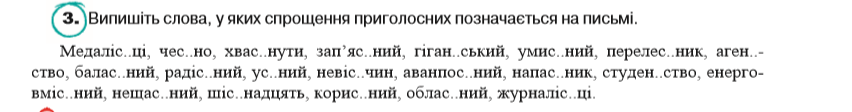 3. Випишіть слова, у яких спрощення приголосних позначається на письмі.
Медаліс..ці, чес..но, хвас..нути, зап’яс..ний, гіган..ський, умис..ний, перелес..ник, аген..-
ство, балас..ний, радіс..ний, ус..ний, невіс..чин, аванпос..ний, напас..ник, студен..ство, енерго-
вміс..ний, нещас..ний, шіс..надцять, корис..ний, облас..ний, журналіс..ці.